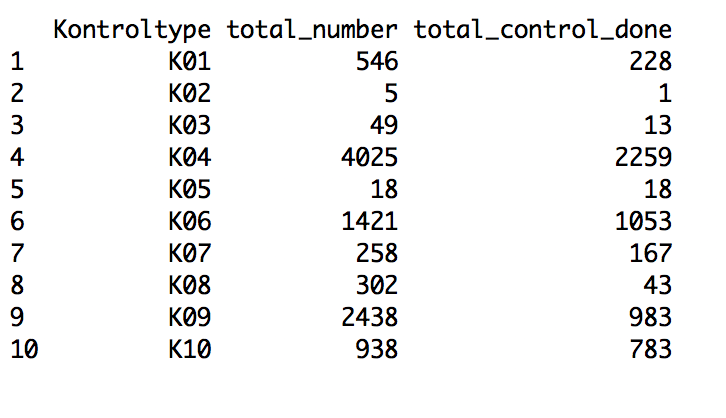 Kontroltype total_number total_control_done
1 K01 546 228
2 K02 5 1
3 K03 49 13
4 K04 4025 2259
5 K05 18 18
6 K06 1421 1053
7 K07 258 167
8 K08 302 43
9 K09 2438 983
10 K10 938 783